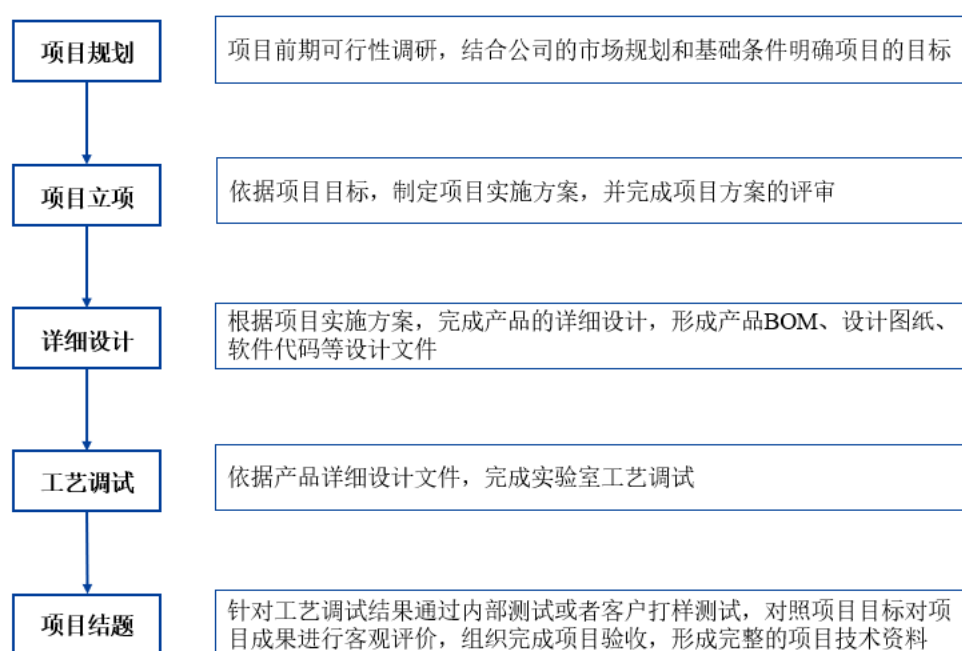 项目规划
项目前期可行性调研，结合公司的市场规划和基础条件明确项目的目标
项目立项
依据项目目标，制定项目实施方案，并完成项目方案的评审
详细设计
根据项目实施方案，完成产品的详细设计，形成产品BOM、设计图纸、
软件代码等设计文件
工艺调试
依据产品详细设计文件，完成实验室工艺调试
项目结题
针对工艺调试结果通过内部测试或者客户打样测试，对照项目目标对项
目成果进行客观评价，组织完成项目验收，形成完整的项目技术资料